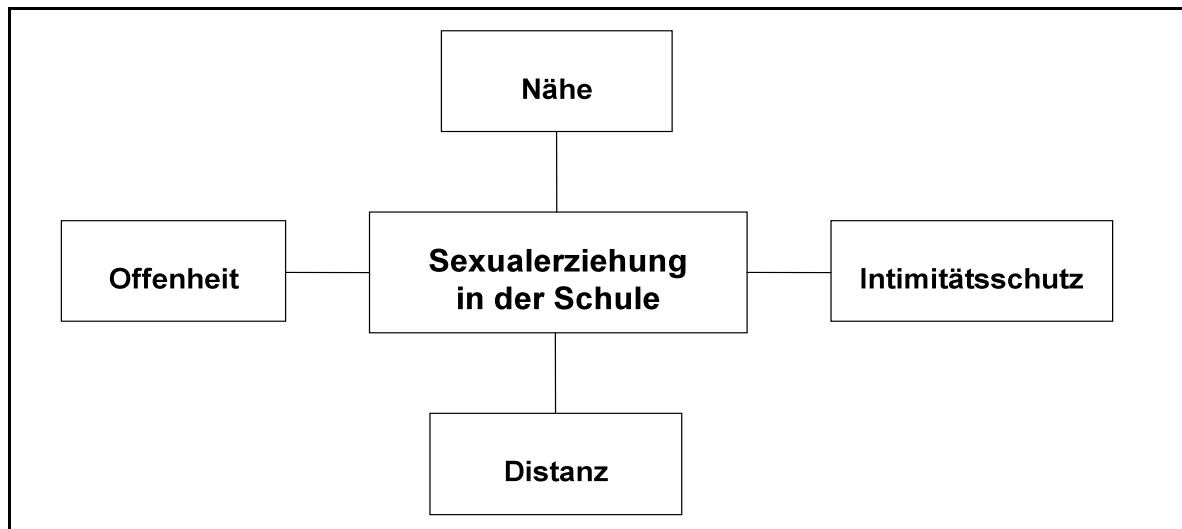 Nähe
Offenheit
Sexualerziehung
in der Schule
Intimitätsschutz
Distanz